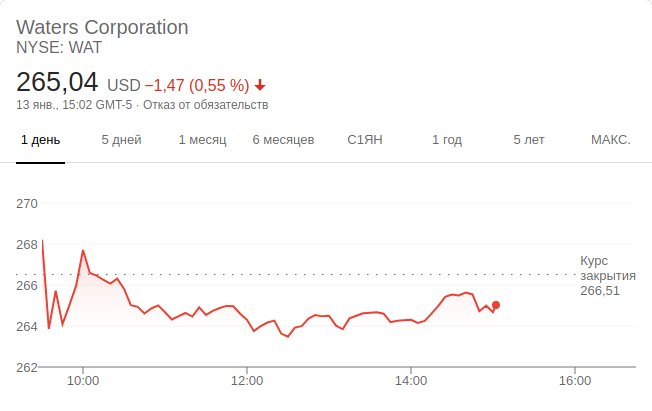 Waters Corporation
NYSE: WAT
265,04 USD −1,47 (0,55 %)
13 янв., 15:02 GMT-5 · Отказ от обязательств
1 день 5 дней 1 месяц 6 месяцев С1ЯН 1 год 5 лет МАКС.
270
268
266
264
262
Курс
закрытия
266,51
10:00 12:00 14:00 16:00